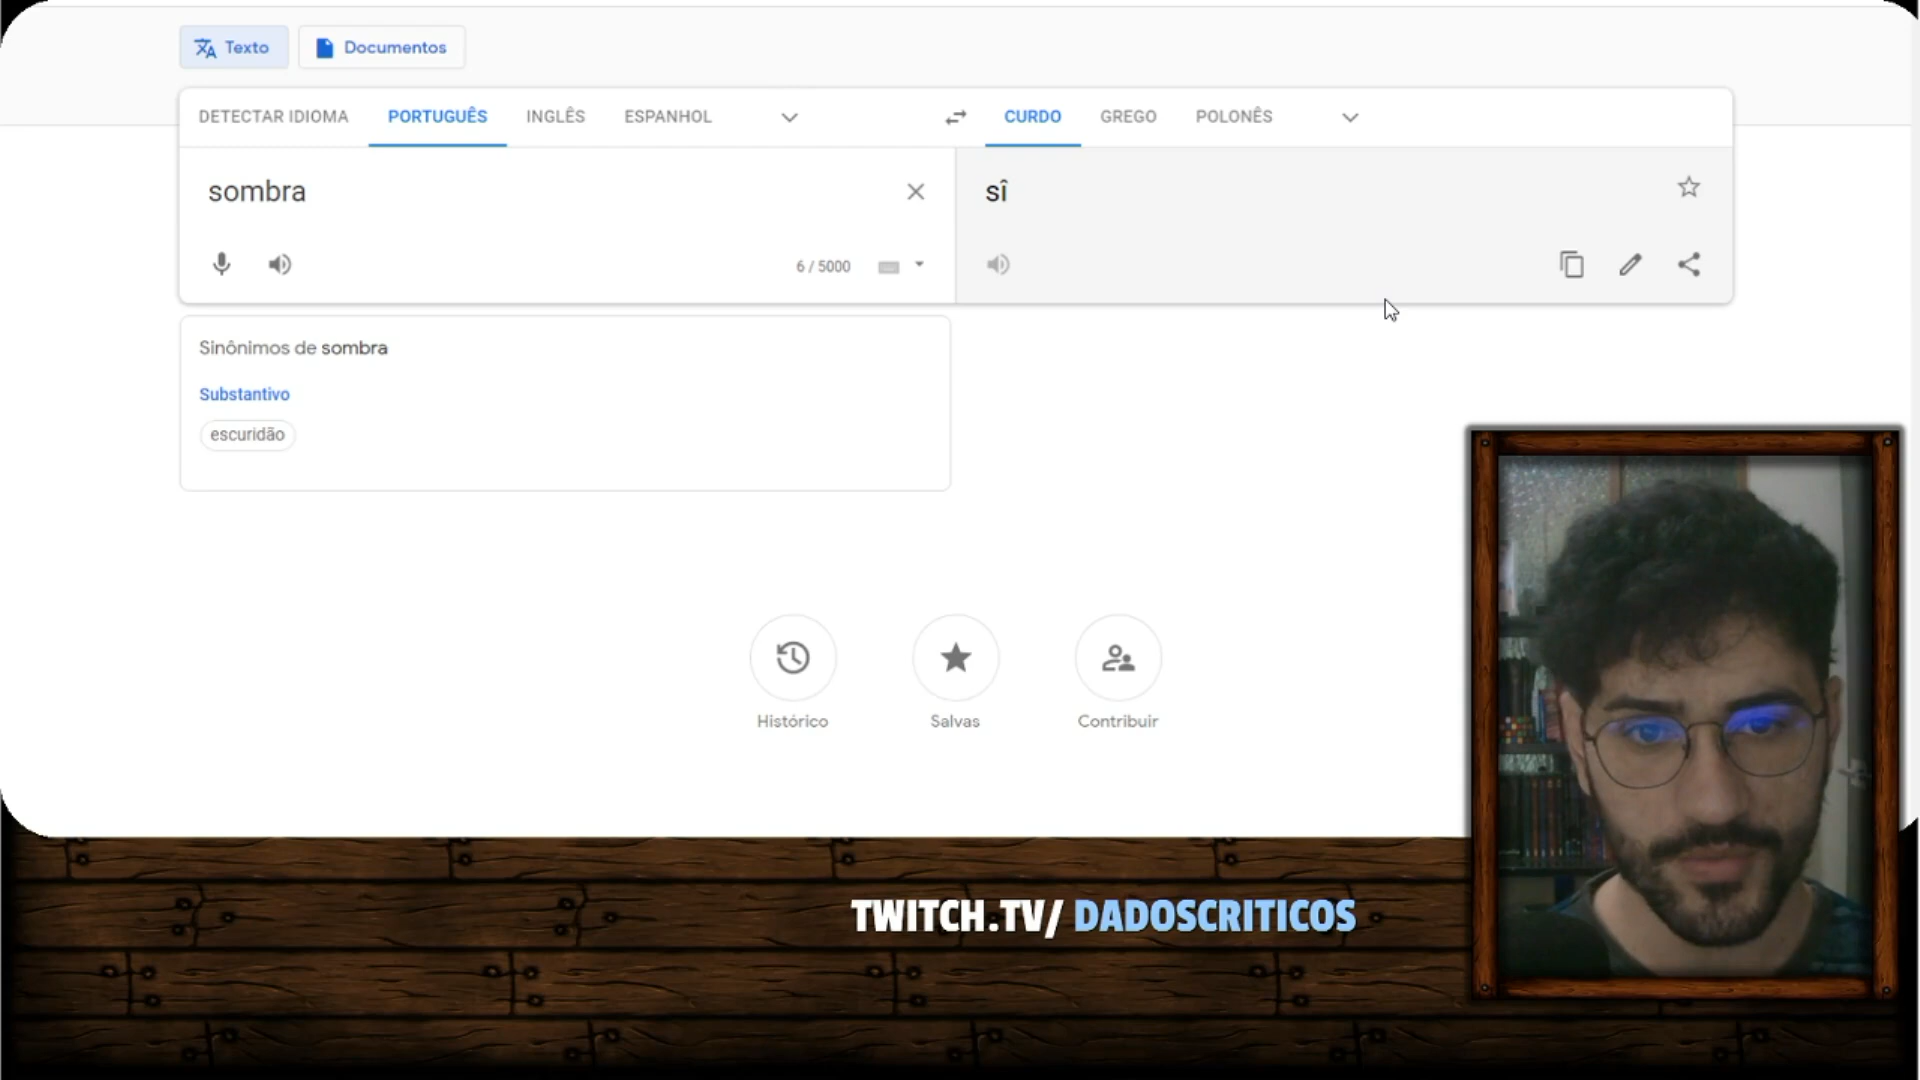 Texto
Documentos
DETECTAR IDIOMA PORTUGUÊS INGLÊS ESPANHOL CURDO GREGO POLONÊS
sombra
sî
6 / 5000
Sinônimos de sombra
Substantivo
escuridão
Histórico
Salvas
Contribuir
TWITCH.TV/ DADOSCRITICOS